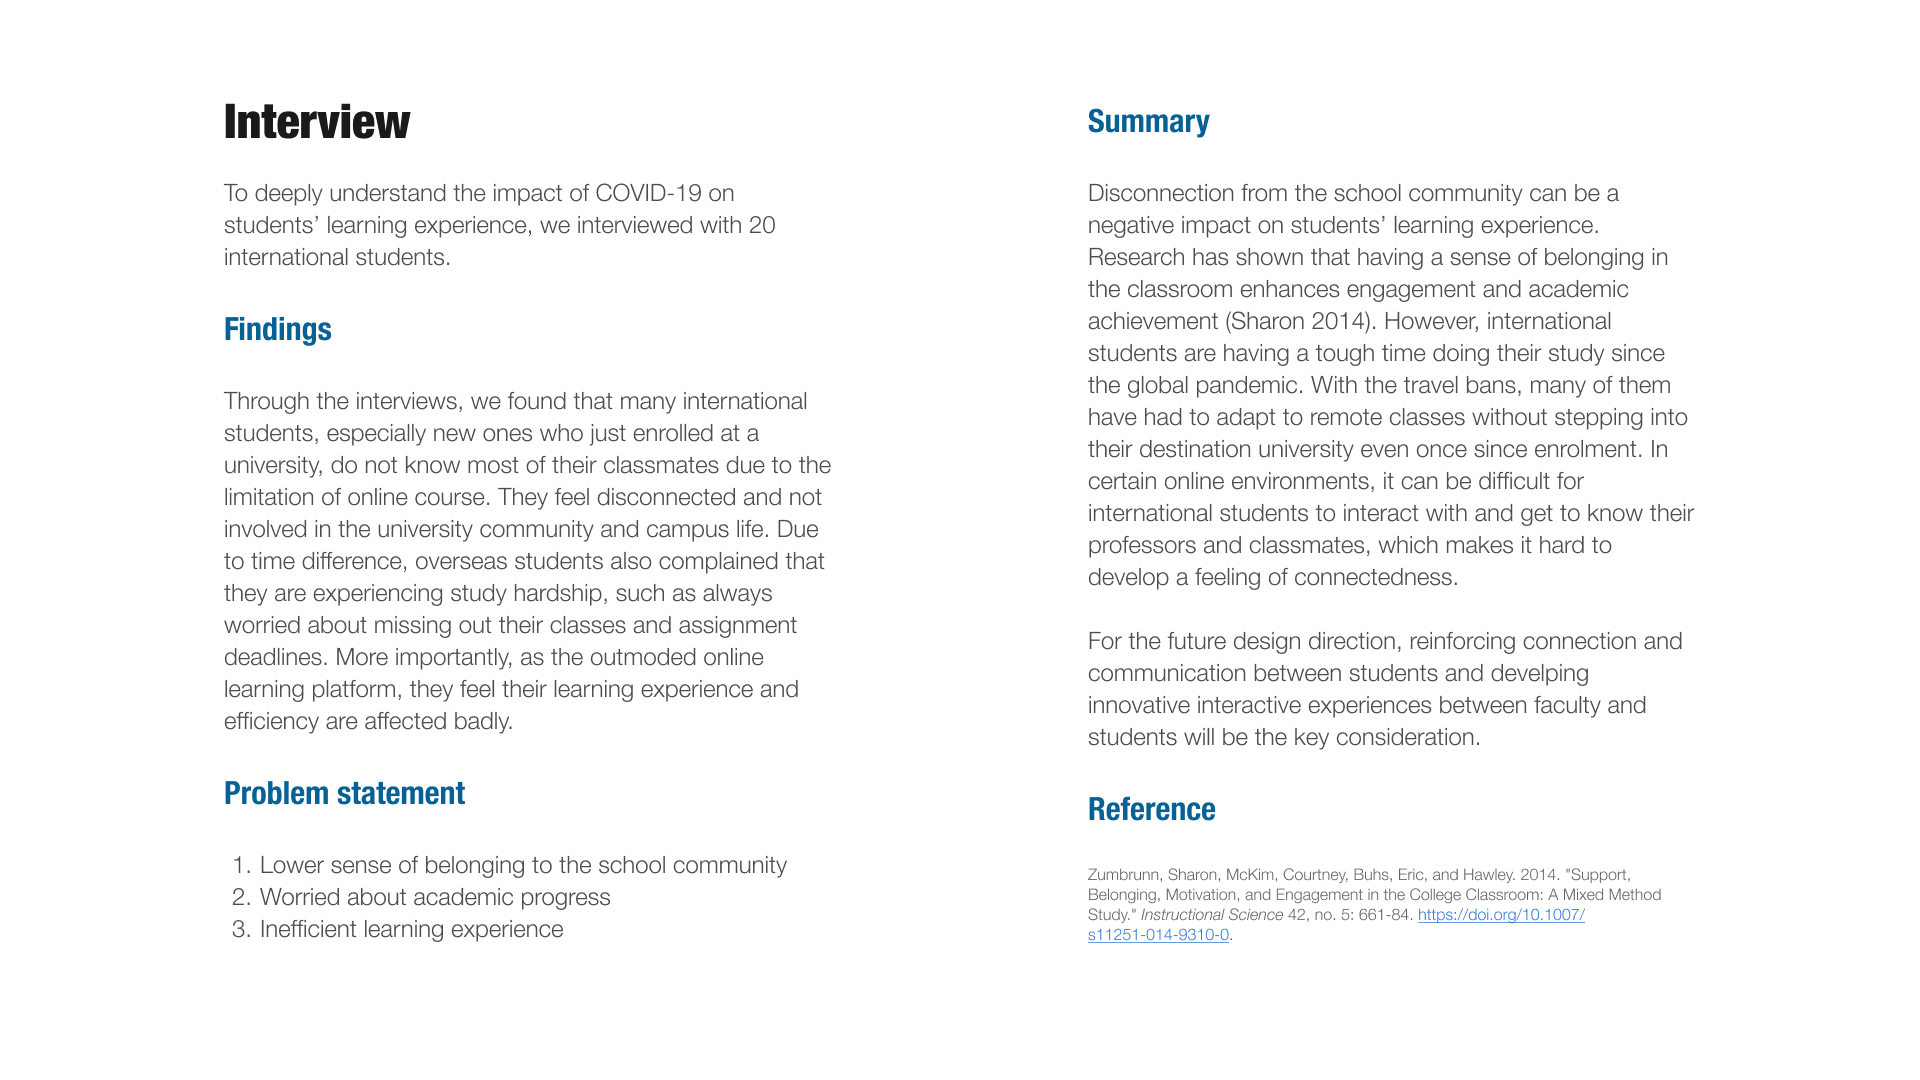 Interview
To deeply understand the impact of COVID-19 on
students’ learning experience, we interviewed with 20
international students.
Findings
Through the interviews, we found that many international
students, especially new ones who just enrolled at a
university, do not know most of their classmates due to the
limitation of online course. They feel disconnected and not
involved in the university community and campus life. Due
to time difference, overseas students also complained that
they are experiencing study hardship, such as always
worried about missing out their classes and assignment
deadlines. More importantly, as the outmoded online
learning platform, they feel their learning experience and
efficiency are affected badly.
Problem statement
1. Lower sense of belonging to the school community
2. Worried about academic progress
3. Inefficient learning experience
Summary
Disconnection from the school community can be a
negative impact on students’ learning experience.
Research has shown that having a sense of belonging in
the classroom enhances engagement and academic
achievement (Sharon 2014). However, international
students are having a tough time doing their study since
the global pandemic. With the travel bans, many of them
have had to adapt to remote classes without stepping into
their destination university even once since enrolment. In
certain online environments, it can be difficult for
international students to interact with and get to know their
professors and classmates, which makes it hard to
develop a feeling of connectedness.
For the future design direction, reinforcing connection and
communication between students and develping
innovative interactive experiences between faculty and
students will be the key consideration.
Reference
Zumbrunn, Sharon, McKim, Courtney, Buhs, Eric, and Hawley. 2014. "Support,
Belonging, Motivation, and Engagement in the College Classroom: A Mixed Method
Study." Instructional Science 42, no. 5: 661-84. https://doi.org/10.1007/
s11251-014-9310-0.